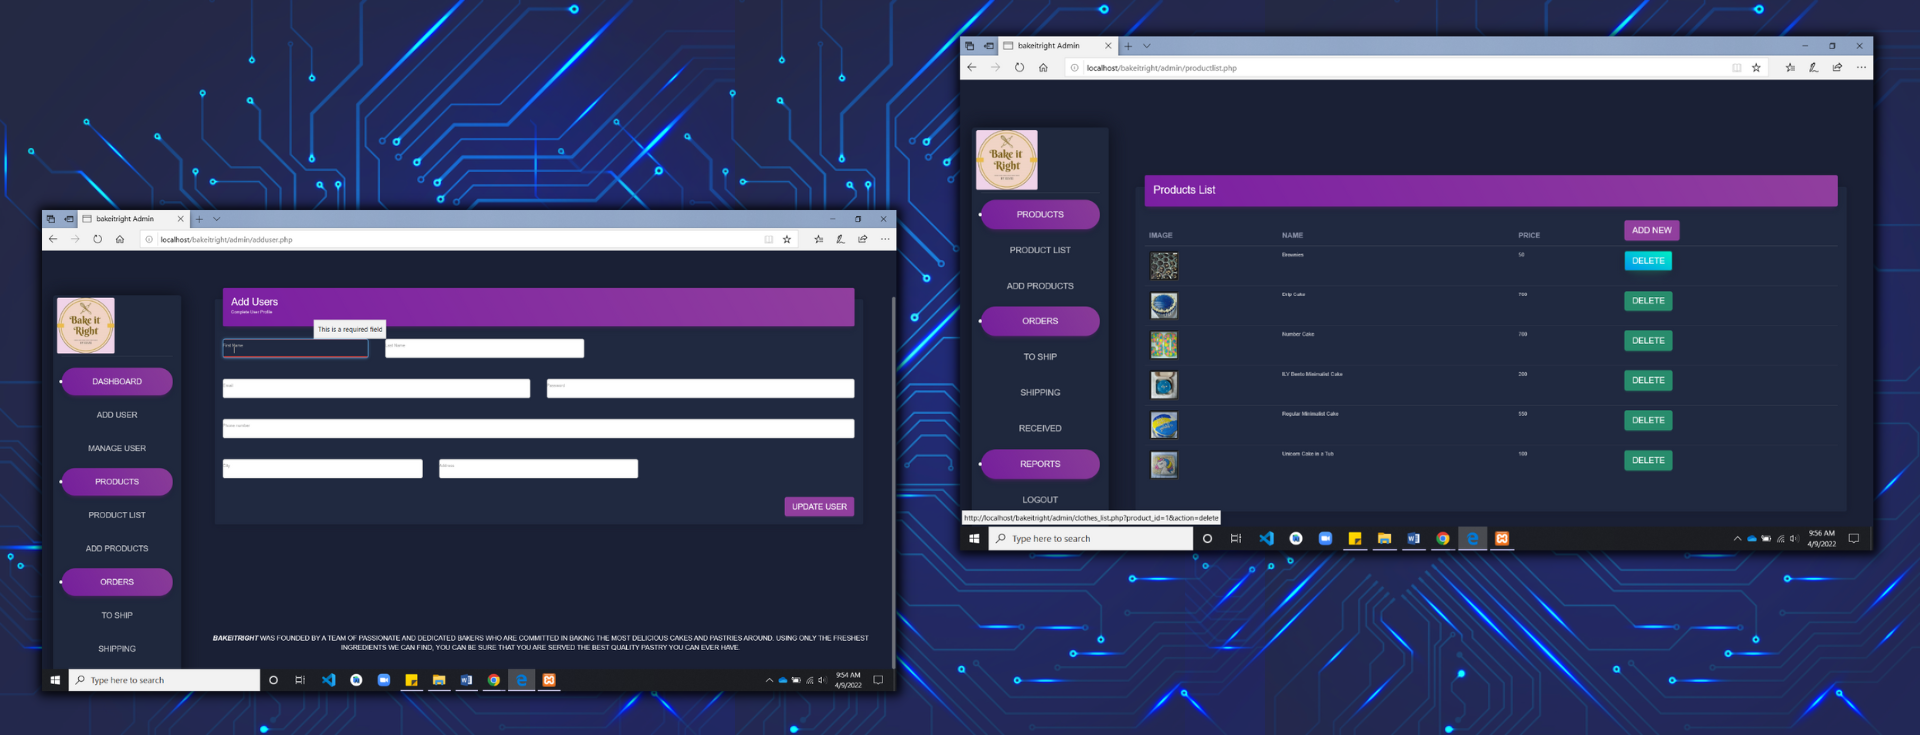 bakeitright Admin
localhost/bakeitright/admin/adduser.php
Bake it
Right
Add Users
Complete User Profile
This is a required field
First Name
Last Name
Email
Password
Phone number
City
Address
UPDATE USER
DASHBOARD
ADD USER
MANAGE USER
PRODUCTS
PRODUCT LIST
ADD PRODUCTS
ORDERS
TO SHIP
SHIPPING
BAKEITRIGHT WAS FOUNDED BY A TEAM OF PASSIONATE AND DEDICATED BAKERS WHO ARE COMMITTED IN BAKING THE MOST DELICIOUS CAKES AND PASTRIES AROUND. USING ONLY THE FRESHEST
INGREDIENTS WE CAN FIND, YOU CAN BE SURE THAT YOU ARE SERVED THE BEST QUALITY PASTRY YOU CAN EVER HAVE.
Type here to search
9:54 AM
4/9/2022
bakeitright Admin
localhost/bakeitright/admin/productlist.php
Bake it
Right
PRODUCTS
PRODUCT LIST
ADD PRODUCTS
ORDERS
TO SHIP
SHIPPING
RECEIVED
REPORTS
LOGOUT
Products List
IMAGE NAME PRICE ADD NEW
Brownies 50 DELETE
Drip Cake 700 DELETE
Number Cake 700 DELETE
ILY Bento Minimalist Cake 200 DELETE
Regular Minimalist Cake 550 DELETE
Unicorn Cake in a Tub 100 DELETE
http://localhost/bakeitright/admin/clothes_list.php?product_id=1&action=delete
Type here to search
9:56 AM
4/9/2022